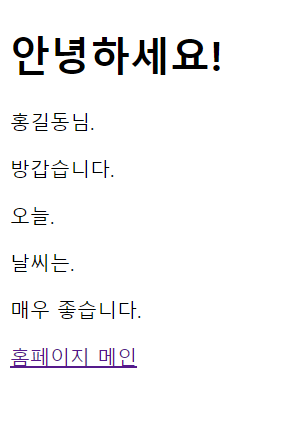 안녕하세요!
홍길동님.
방갑습니다.
오늘.
날씨는.
매우 좋습니다.
홈페이지 메인